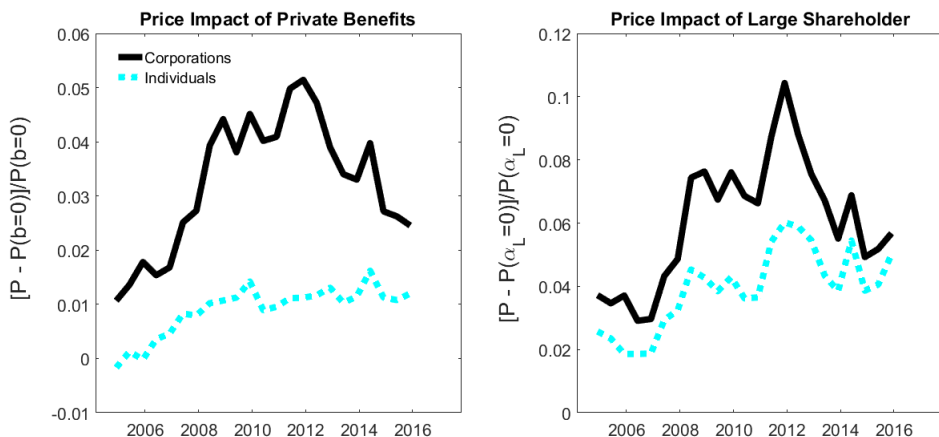 Price Impact of Private Benefits
[P - P(b=0)]/P(b=0)
0.06
0.05
0.04
0.03
0.02
0.01
0
-0.01
Corporations
Individuals
2006 2008 2010 2012 2014 2016
Price Impact of Large Shareholder
[P - P(α_L=0)]/P(α_L=0)
0.12
0.1
0.08
0.06
0.04
0.02
0
2006 2008 2010 2012 2014 2016